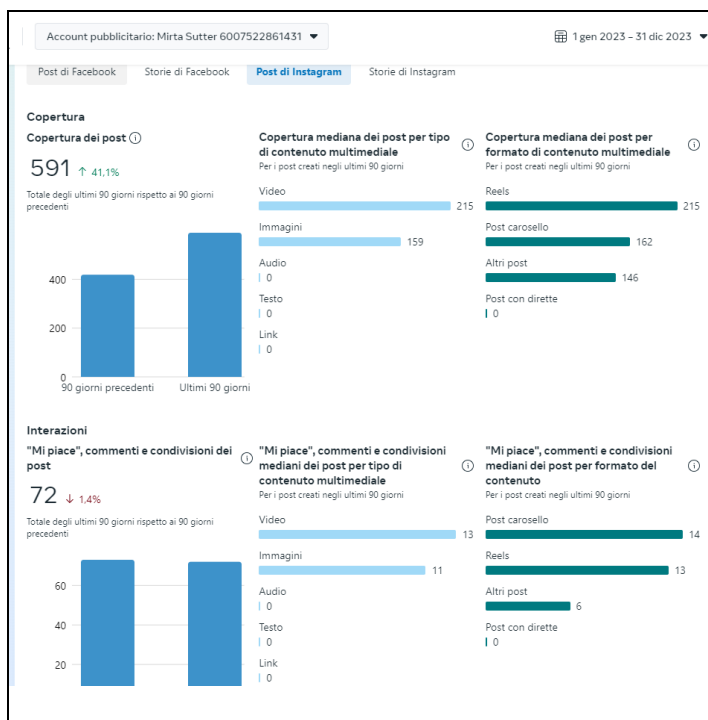 Account pubblicitario: Mirta Sutter 6007522861431
1 gen 2023 – 31 dic 2023
Post di Facebook
Storie di Facebook
Post di Instagram
Storie di Instagram
Copertura
Copertura dei post
591 ↑ 41,1%
Totale degli ultimi 90 giorni rispetto ai 90 giorni
precedenti
400
200
0
90 giorni precedenti
Ultimi 90 giorni
Copertura mediana dei post per tipo
di contenuto multimediale
Per i post creati negli ultimi 90 giorni
Video
215
Immagini
159
Audio
0
Testo
0
Link
0
Copertura mediana dei post per
formato di contenuto multimediale
Per i post creati negli ultimi 90 giorni
Reels
215
Post carosello
162
Altri post
146
Post con dirette
0
Interazioni
"Mi piace", commenti e condivisioni dei
post
72 ↓ 1,4%
Totale degli ultimi 90 giorni rispetto ai 90 giorni
precedenti
60
40
20
"Mi piace", commenti e condivisioni
mediani dei post per tipo di
contenuto multimediale
Per i post creati negli ultimi 90 giorni
Video
13
Immagini
11
Audio
0
Testo
0
Link
0
"Mi piace", commenti e condivisioni
mediani dei post per formato del
contenuto
Per i post creati negli ultimi 90 giorni
Post carosello
14
Reels
13
Altri post
6
Post con dirette
0